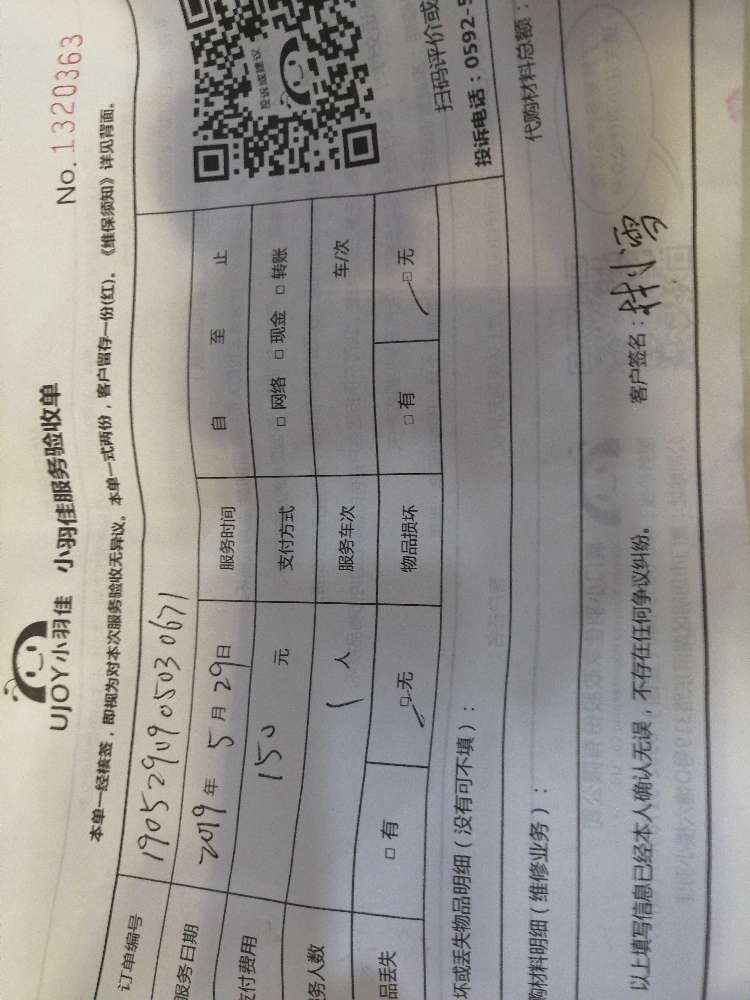 No. 1320363
UJOY小羽佳 小羽佳服务验收单
本单一经核签，即视为对本次服务验收无异议。本单一式两份，客户留存一份(红)。《维保须知》详见背面。
订单编号 190529090503067 1
服务日期 2019年 5月 29日 服务时间 自 至 止
支付费用 150 元 支付方式 □网络 □现金 □转账
务人数 1 人 服务车次 车/次
品丢失 □有 □无 物品损坏 □有 □无
投诉或建议
扫码评价或
投诉电话：0592-5
坏或丢失物品明细（没有可不填）：
购材料明细（维修业务）： 代购材料总额：
以上填写信息已经本人确认无误，不存在任何争议纠纷。 客户签名：